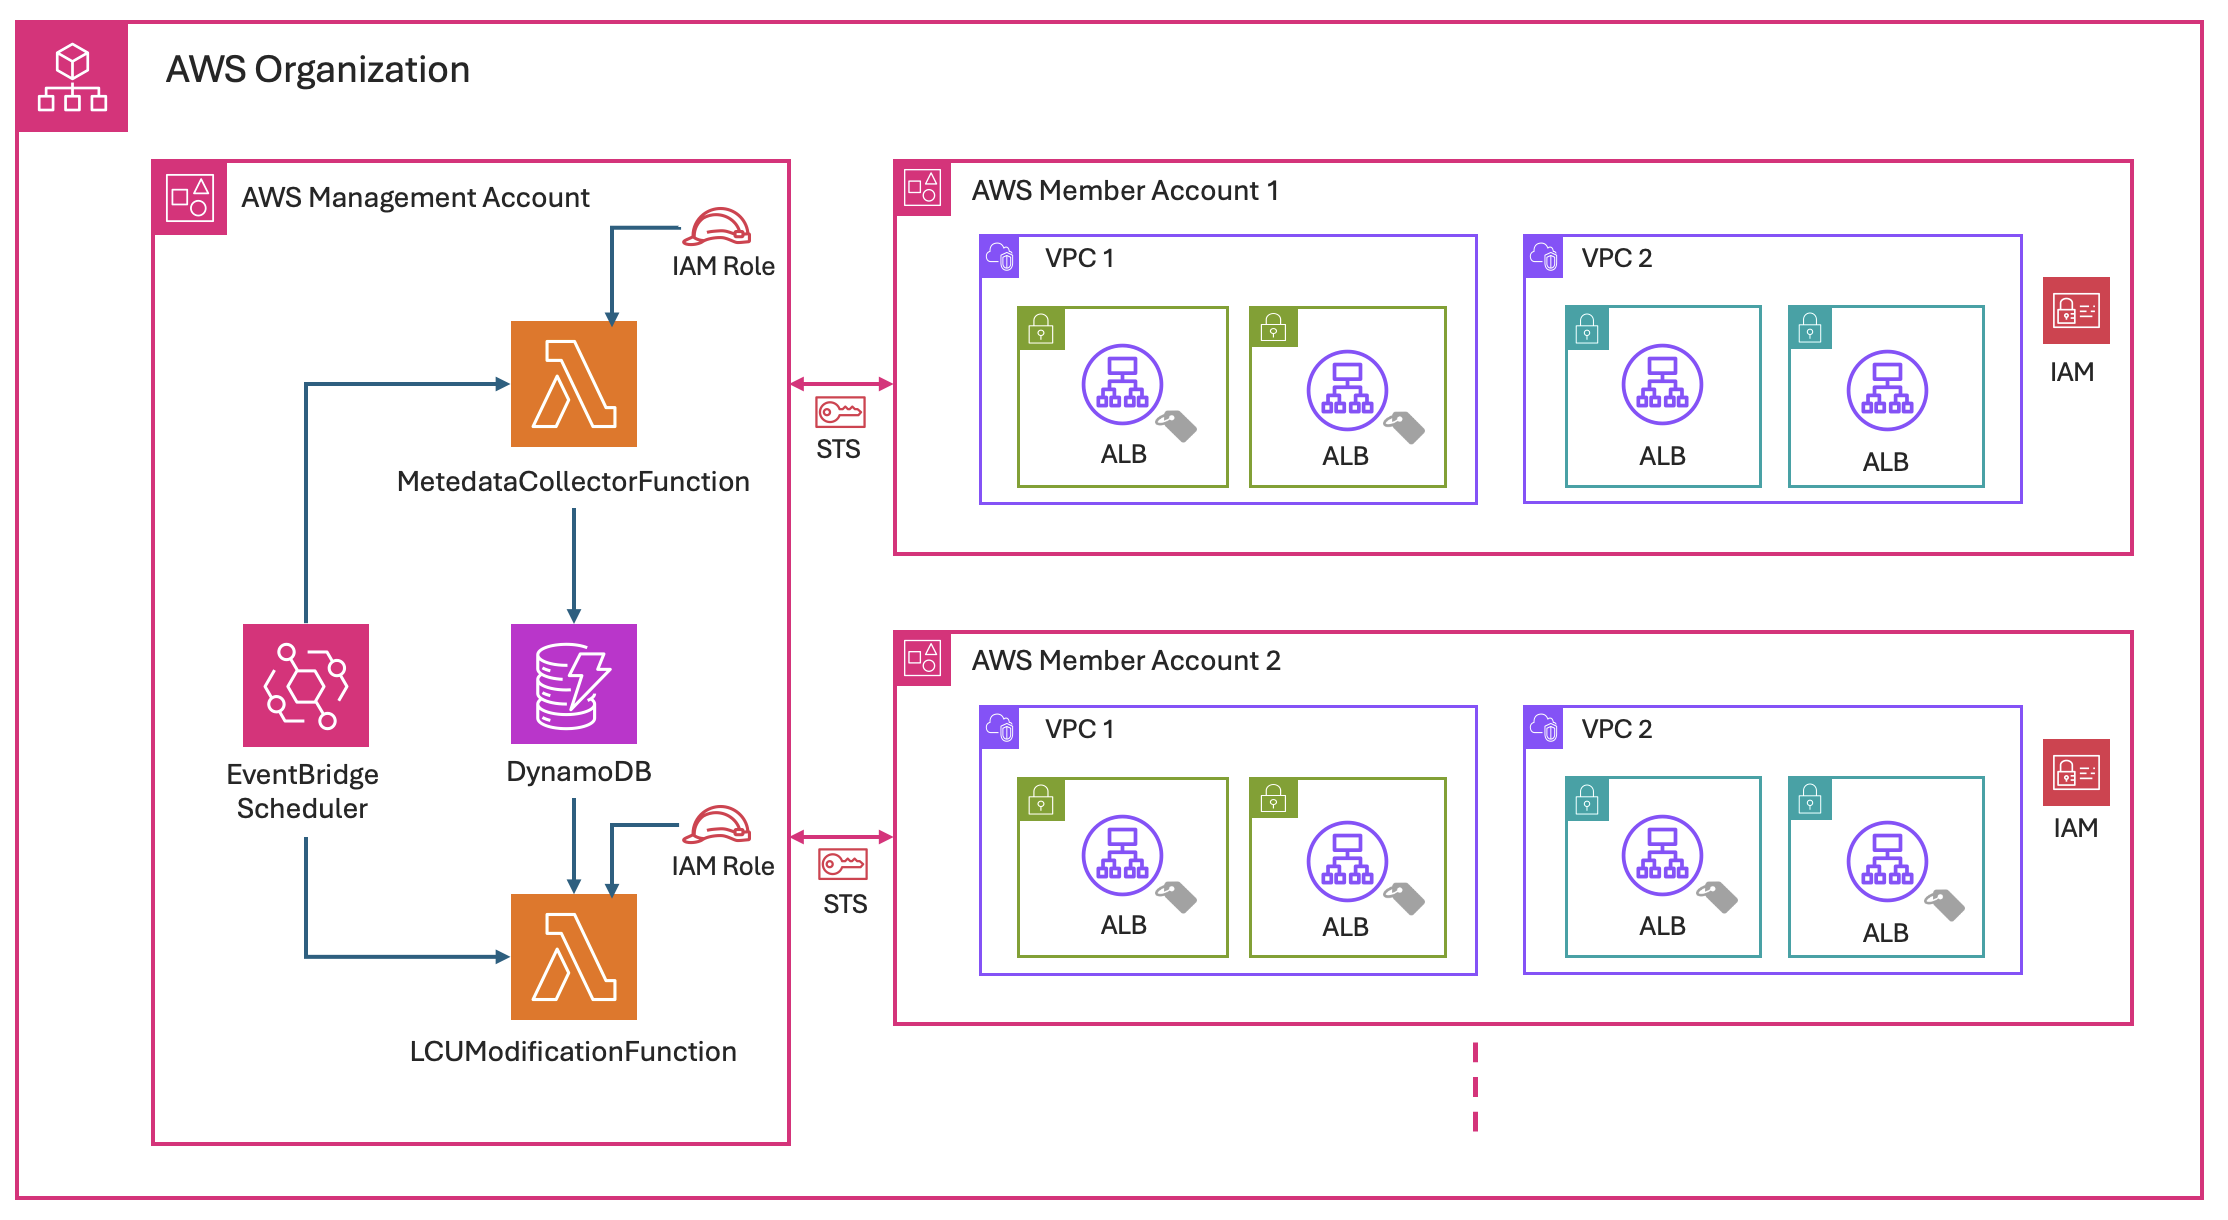 AWS Organization
AWS Management Account
IAM Role
MetedataCollectorFunction
EventBridge
Scheduler
DynamoDB
IAM Role
LCUModificationFunction
STS
STS
AWS Member Account 1
VPC 1
ALB
ALB
VPC 2
ALB
ALB
IAM
AWS Member Account 2
VPC 1
ALB
ALB
VPC 2
ALB
ALB
IAM